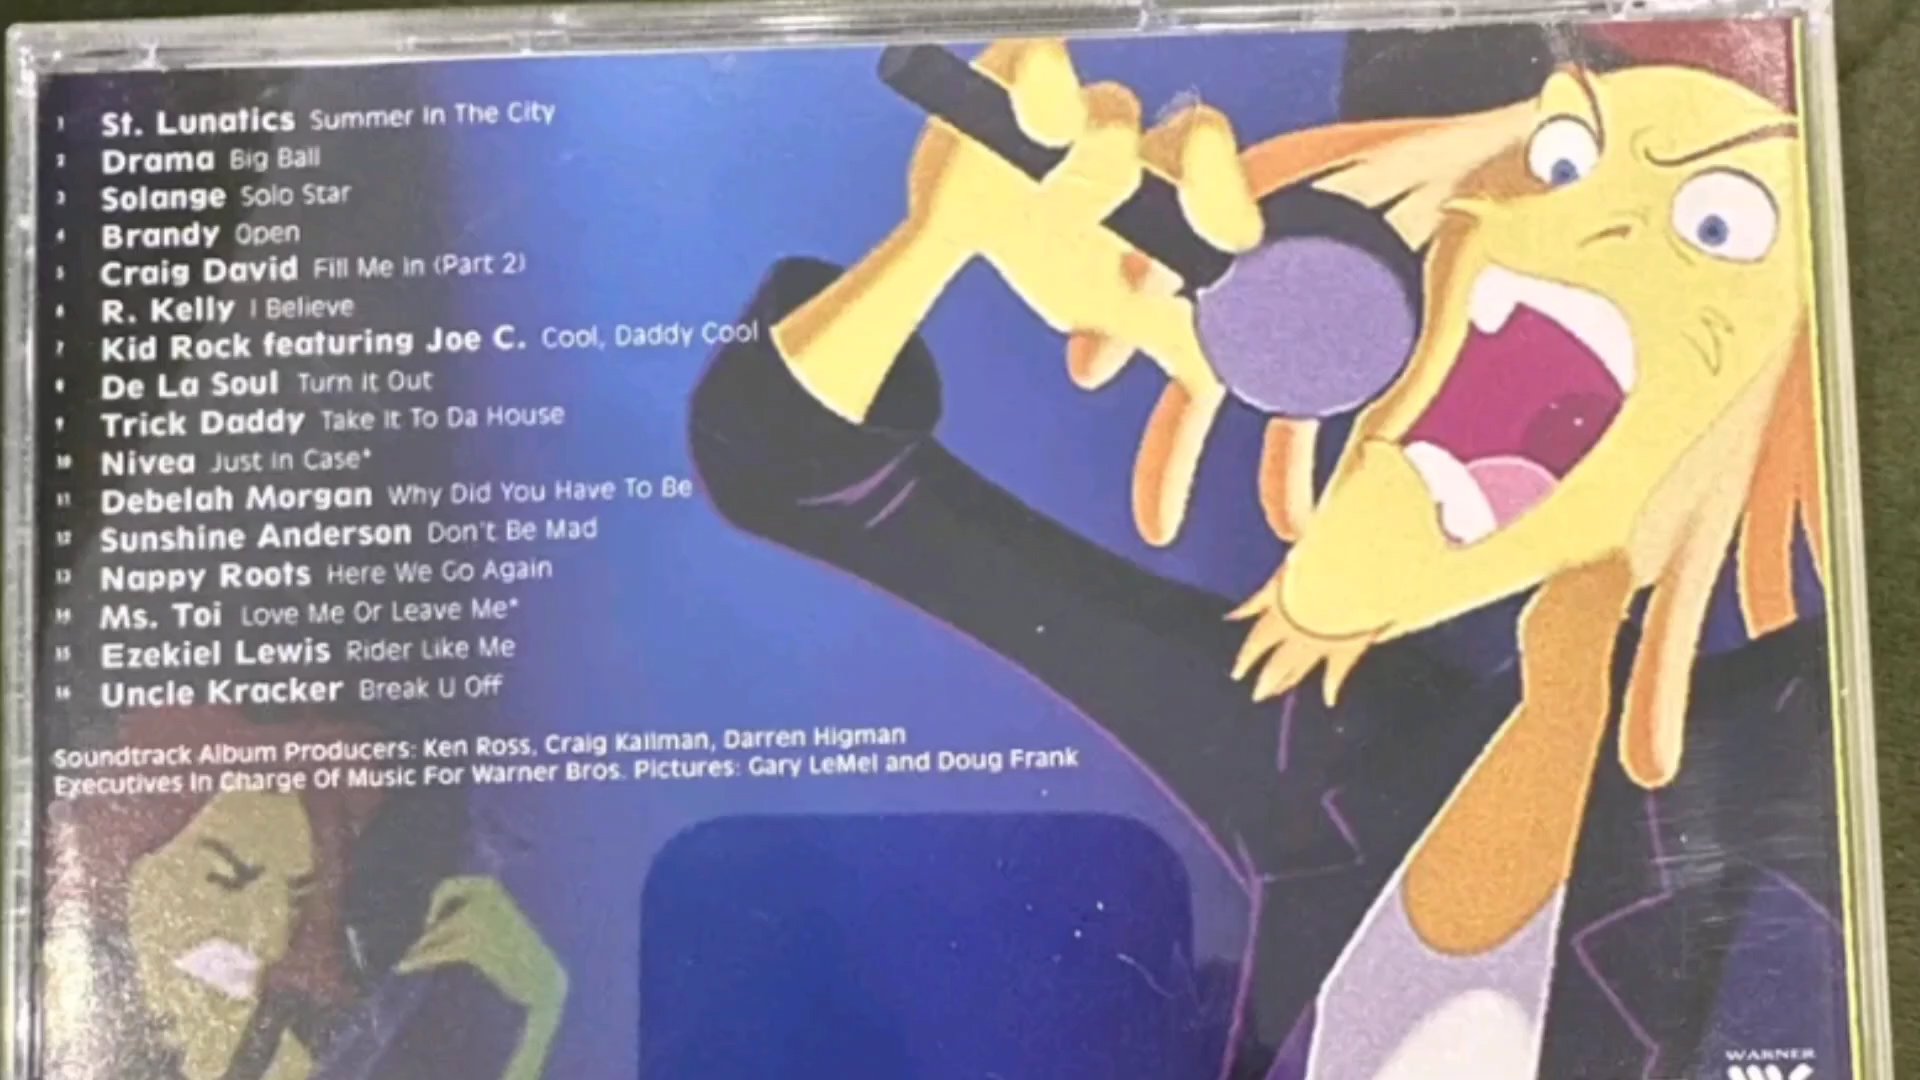 1 St. Lunatics Summer In The City
2 Drama Big Ball
3 Solange Solo Star
4 Brandy Open
5 Craig David Fill Me In (Part 2)
6 R. Kelly I Believe
7 Kid Rock featuring Joe C. Cool, Daddy Cool
8 De La Soul Turn It Out
9 Trick Daddy Take It To Da House
10 Nivea Just In Case*
11 Debelah Morgan Why Did You Have To Be
12 Sunshine Anderson Don't Be Mad
13 Nappy Roots Here We Go Again
14 Ms. Toi Love Me Or Leave Me*
15 Ezekiel Lewis Rider Like Me
16 Uncle Kracker Break U Off
Soundtrack Album Producers: Ken Ross, Craig Kallman, Darren Higman
Executives In Charge Of Music For Warner Bros. Pictures: Gary LeMel and Doug Frank
WARNER